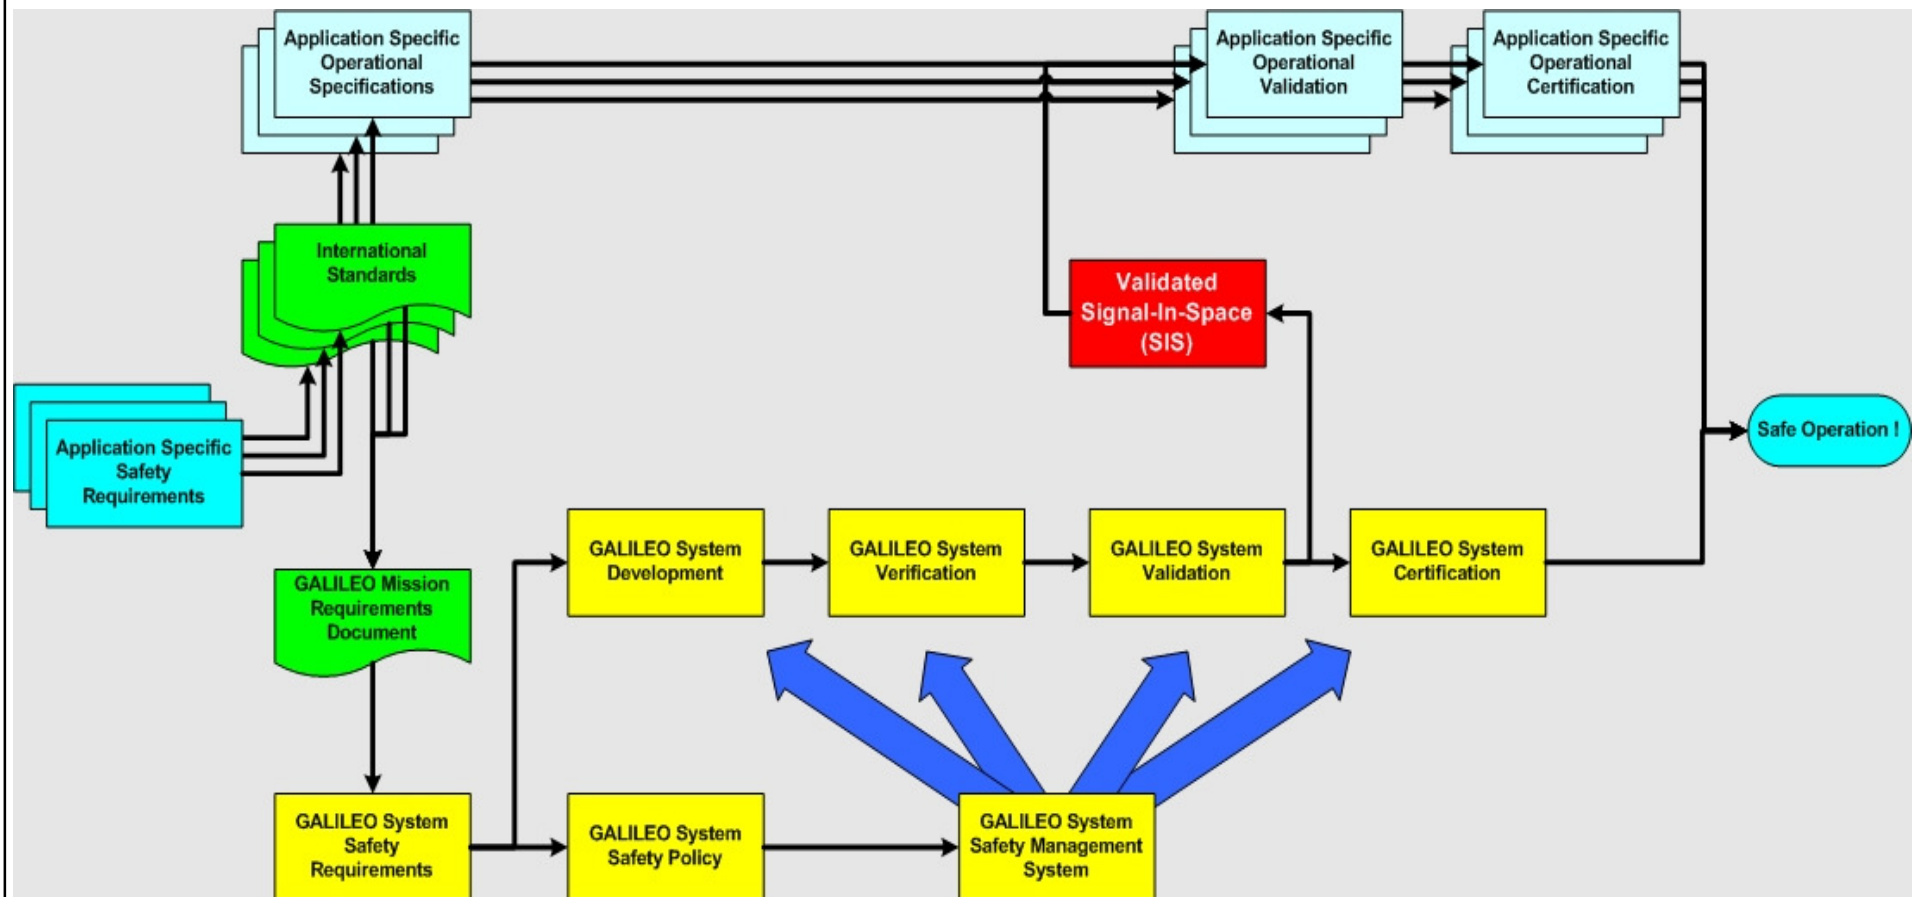 Application Specific
Operational
Specifications
Application Specific
Operational
Validation
Application Specific
Operational
Certification
International
Standards
Validated
Signal-In-Space
(SIS)
Application Specific
Safety
Requirements
Safe Operation !
GALILEO Mission
Requirements
Document
GALILEO System
Development
GALILEO System
Verification
GALILEO System
Validation
GALILEO System
Certification
GALILEO System
Safety
Requirements
GALILEO System
Safety Policy
GALILEO System
Safety Management
System